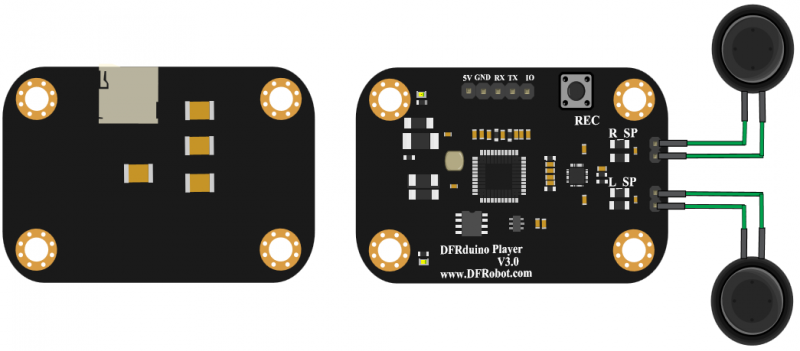 5V GND RX TX IO
REC
R_SP
L_SP
DFRduino Player
V3.0
www.DFRobot.com